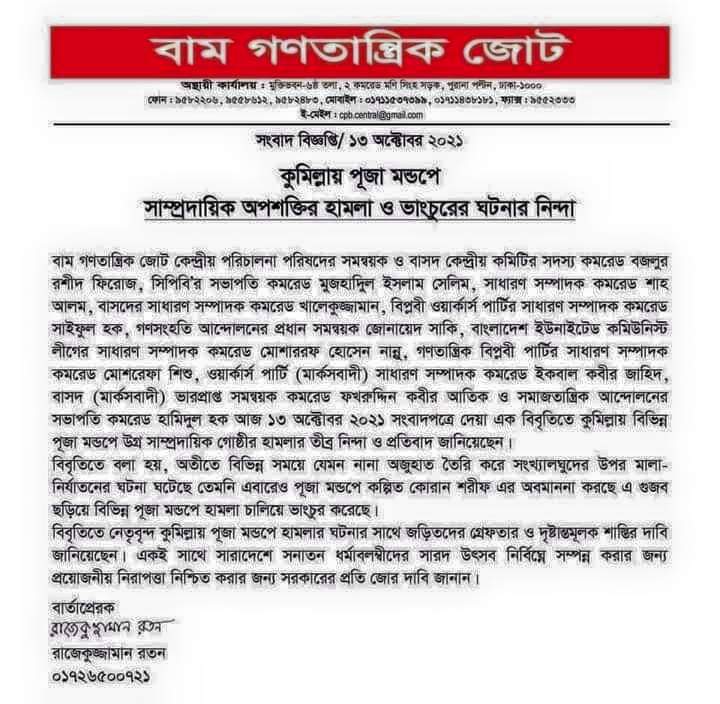 বাম গণতান্ত্রিক জোট
অস্থায়ী কার্যালয় : মুক্তিভবন-৬ষ্ঠ তলা, ২ কমরেড মণি সিংহ সড়ক, পুরানা পল্টন, ঢাকা-১০০০
ফোন : ৯৫৮২২০৬, ৯৫৫৮৬১২, ৯৫৮২৪৮৩, মোবাইল : ০১৭১১৫৩৭৩৯৯, ০১৭১১৪৩৮১৮১, ফ্যাক্স : ৯৫৫২৩৩৩
ই-মেইল : cpb.central@gmail.com
সংবাদ বিজ্ঞপ্তি/ ১৩ অক্টোবর ২০২১
কুমিল্লায় পূজা মন্ডপে
সাম্প্রদায়িক অপশক্তির হামলা ও ভাংচুরের ঘটনার নিন্দা
বাম গণতান্ত্রিক জোট কেন্দ্রীয় পরিচালনা পরিষদের সমন্বয়ক ও বাসদ কেন্দ্রীয় কমিটির সদস্য কমরেড বজলুর
রশীদ ফিরোজ, সিপিবি'র সভাপতি কমরেড মুজহাদিুল ইসলাম সেলিম, সাধারণ সম্পাদক কমরেড শাহ
আলম, বাসদের সাধারণ সম্পাদক কমরেড খালেকুজ্জামান, বিপ্লবী ওয়ার্কার্স পার্টির সাধারণ সম্পাদক কমরেড
সাইফুল হক, গণসংহতি আন্দোলনের প্রধান সমন্বয়ক জোনায়েদ সাকি, বাংলাদেশ ইউনাইটেড কমিউনিস্ট
লীগের সাধারণ সম্পাদক কমরেড মোশাররফ হোসেন নান্নু, গণতান্ত্রিক বিপ্লবী পার্টির সাধারণ সম্পাদক
কমরেড মোশরেফা মিশু, ওয়ার্কার্স পার্টি (মার্কসবাদী) সাধারণ সম্পাদক কমরেড ইকবাল কবীর জাহিদ,
বাসদ (মার্কসবাদী) ভারপ্রাপ্ত সমন্বয়ক কমরেড ফখরুদ্দিন কবীর আতিক ও সমাজতান্ত্রিক আন্দোলনের
সভাপতি কমরেড হামিদুল হক আজ ১৩ অক্টোবর ২০২১ সংবাদপত্রে দেয়া এক বিবৃতিতে কুমিল্লায় বিভিন্ন
পূজা মন্ডপে উগ্র সাম্প্রদায়িক গোষ্ঠীর হামলার তীব্র নিন্দা ও প্রতিবাদ জানিয়েছেন।
বিবৃতিতে বলা হয়, অতীতে বিভিন্ন সময়ে যেমন নানা অজুহাত তৈরি করে সংখ্যালঘুদের উপর মালা-
নির্যাতনের ঘটনা ঘটেছে তেমনি এবারেও পূজা মন্ডপে কল্পিত কোরান শরীফ এর অবমাননা করছে এ গুজব
ছড়িয়ে বিভিন্ন পূজা মন্ডপে হামলা চালিয়ে ভাংচুর করেছে।
বিবৃতিতে নেতৃবৃন্দ কুমিল্লায় পূজা মন্ডপে হামলার ঘটনার সাথে জড়িতদের গ্রেফতার ও দৃষ্টান্তমূলক শাস্তির দাবি
জানিয়েছেন। একই সাথে সারাদেশে সনাতন ধর্মাবলম্বীদের সারদ উৎসব নির্বিঘ্নে সম্পন্ন করার জন্য
প্রয়োজনীয় নিরাপত্তা নিশ্চিত করার জন্য সরকারের প্রতি জোর দাবি জানান।
বার্তাপ্রেরক
রাজেকুজ্জামান রতন
রাজেকুজ্জামান রতন
০১৭২৬৫০০৭২১